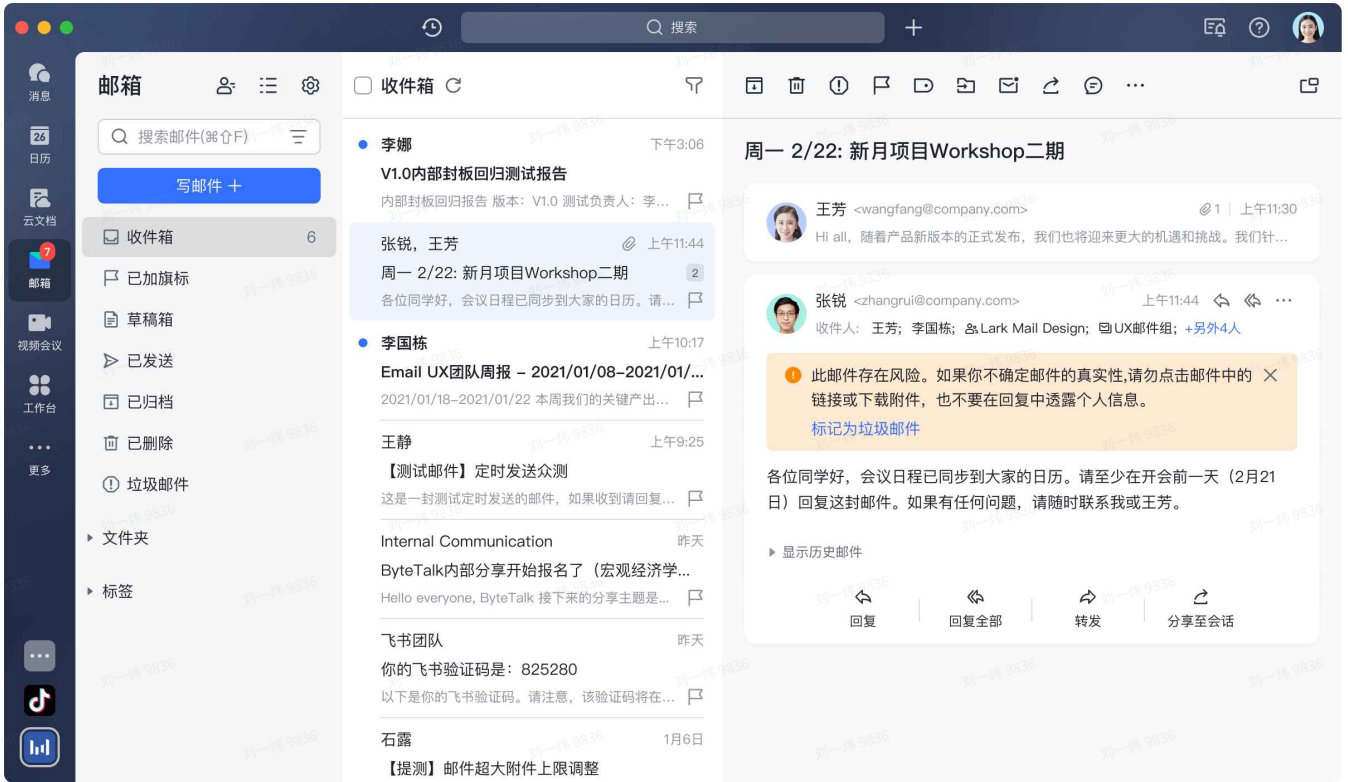 搜索
消息
26
日历
云文档
7
邮箱
视频会议
工作台
更多
邮箱
搜索邮件(⌘⇧F)
写邮件 +
收件箱 6
已加旗标
草稿箱
已发送
已归档
已删除
垃圾邮件
文件夹
标签
收件箱
李娜 下午3:06
V1.0内部封板回归测试报告
内部封板回归报告 版本：V1.0 测试负责人：李...
张锐，王芳 上午11:44
周一 2/22: 新月项目Workshop二期 2
各位同学好，会议日程已同步到大家的日历。请...
李国栋 上午10:17
Email UX团队周报 – 2021/01/08–2021/01/...
2021/01/18–2021/01/22 本周我们的关键产出...
王静 上午9:25
【测试邮件】定时发送众测
这是一封测试定时发送的邮件，如果收到请回复...
Internal Communication 昨天
ByteTalk内部分享开始报名了（宏观经济学...
Hello everyone, ByteTalk 接下来的分享主题是...
飞书团队 昨天
你的飞书验证码是：825280
以下是你的飞书验证码。请注意，该验证码将在...
石露 1月6日
【提测】邮件超大附件上限调整
周一 2/22: 新月项目Workshop二期
王芳 <wangfang@company.com> 1 上午11:30
Hi all，随着产品新版本的正式发布，我们也将迎来更大的机遇和挑战。我们针...
张锐 <zhangrui@company.com> 上午11:44
收件人： 王芳; 李国栋; Lark Mail Design; UX邮件组; +另外4人
此邮件存在风险。如果你不确定邮件的真实性,请勿点击邮件中的
链接或下载附件，也不要在回复中透露个人信息。
标记为垃圾邮件
各位同学好，会议日程已同步到大家的日历。请至少在开会前一天（2月21
日）回复这封邮件。如果有任何问题，请随时联系我或王芳。
显示历史邮件
回复 回复全部 转发 分享至会话
刘一炜 9836